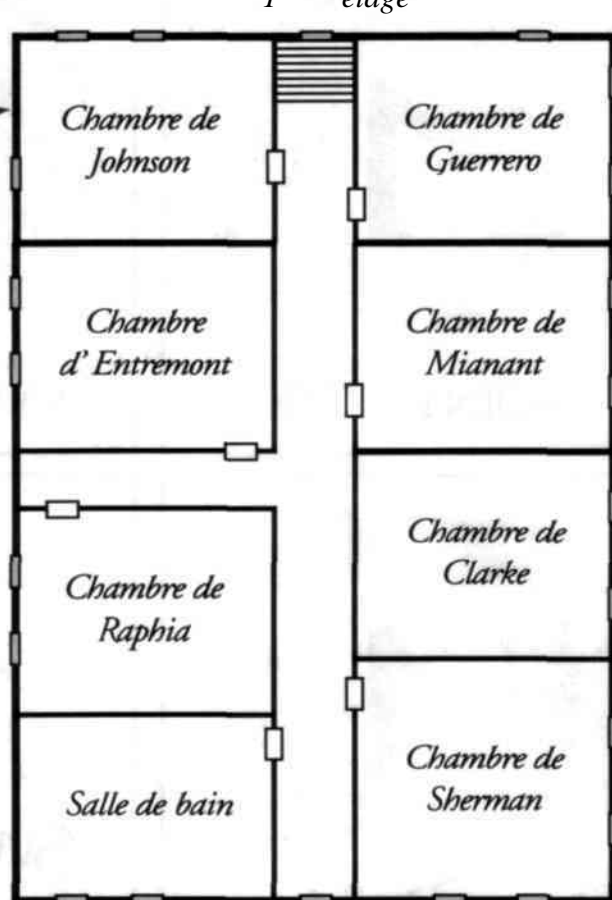 étage
Chambre de
Johnson
Chambre de
Guerrero
Chambre
d' Entremont
Chambre de
Mianant
Chambre de
Clarke
Chambre de
Raphia
Chambre de
Sherman
Salle de bain